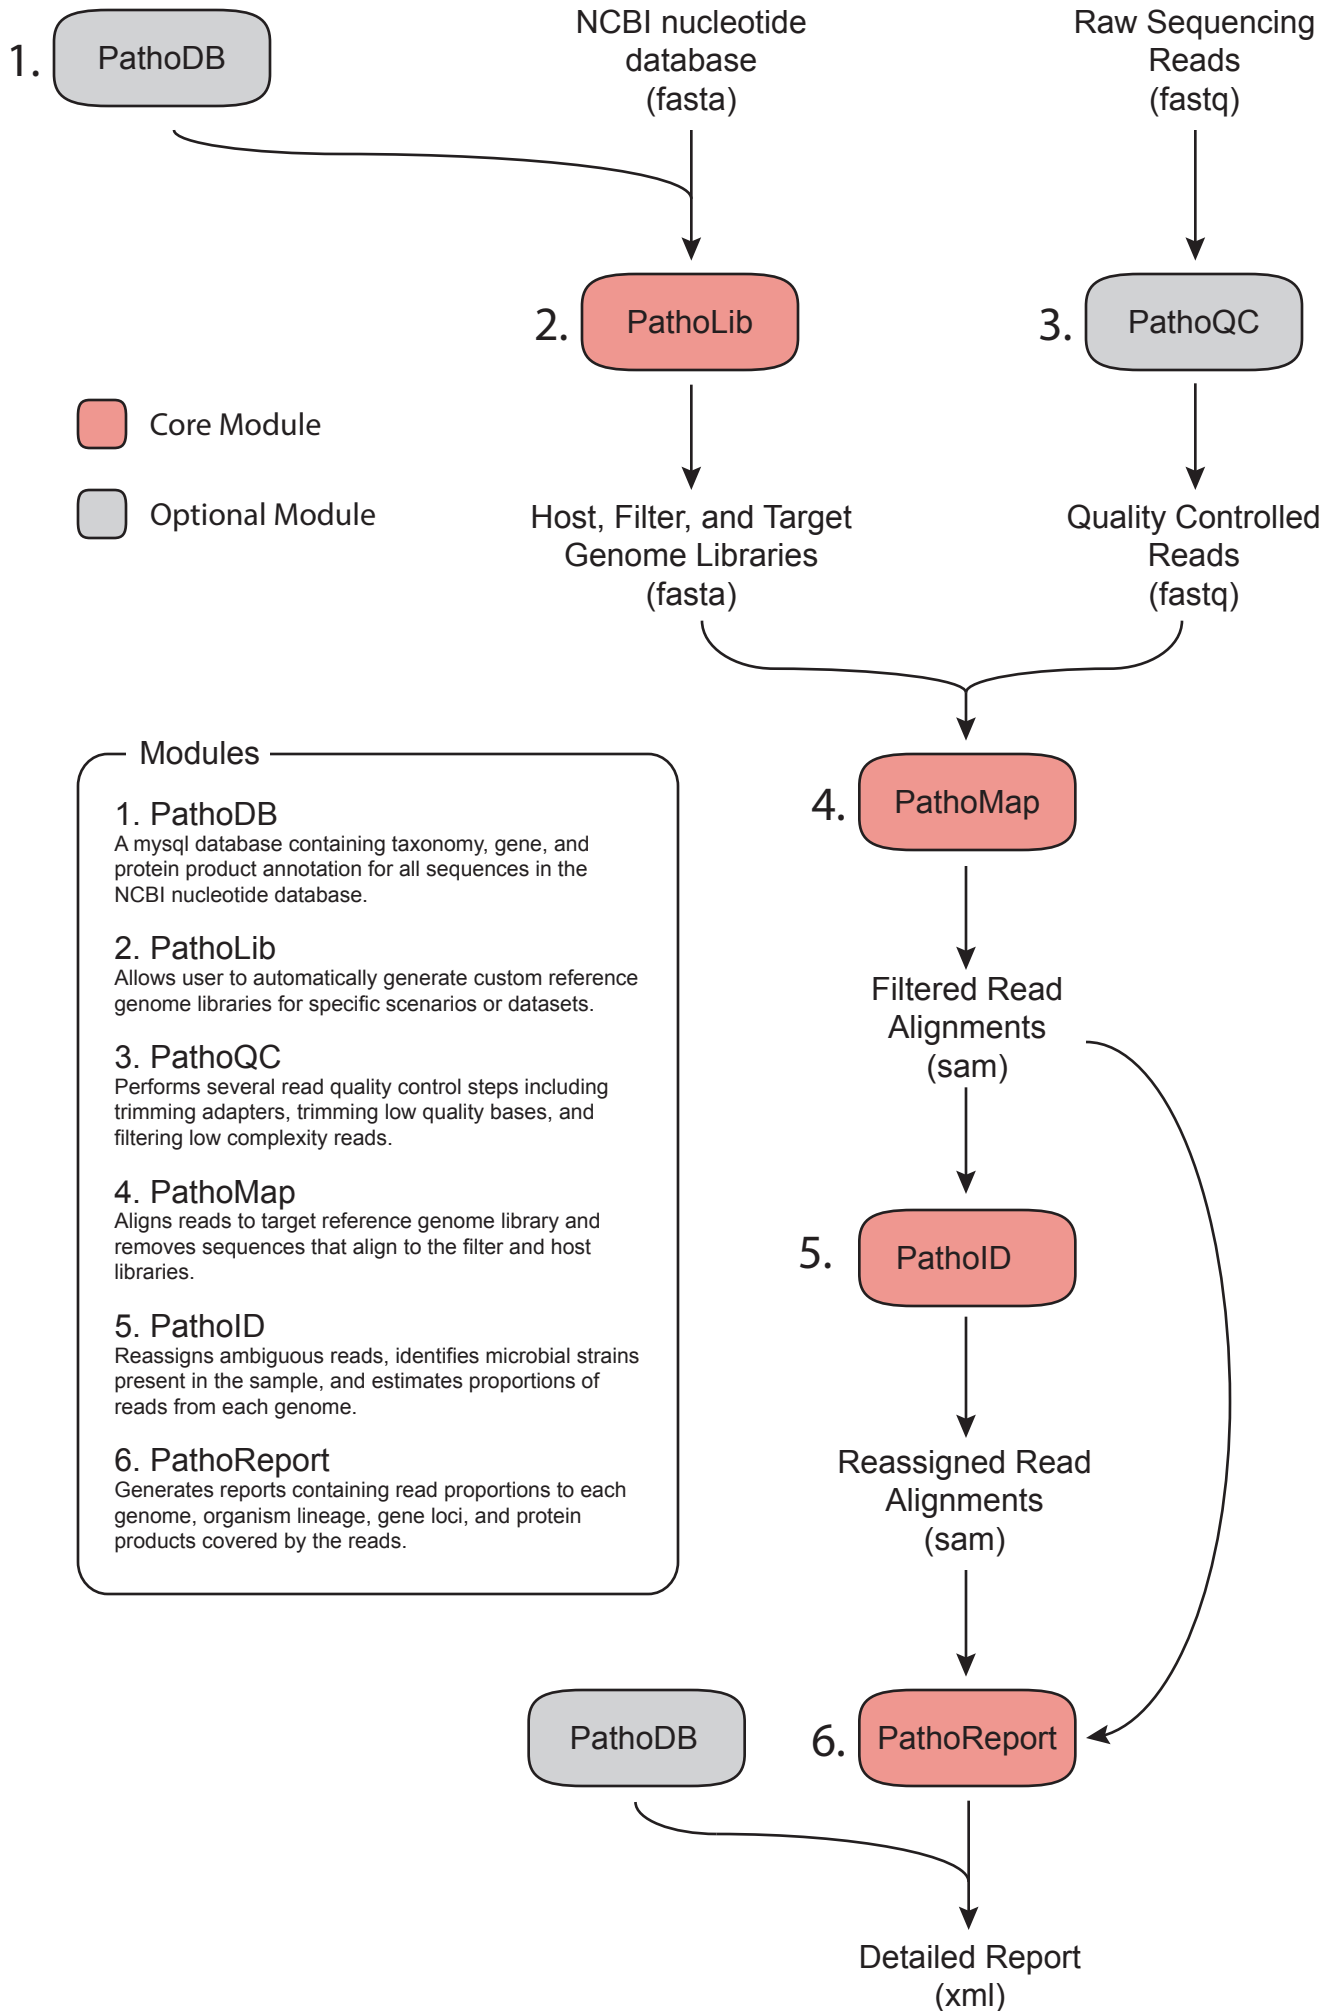 1.
PathoDB
NCBI nucleotide
database
(fasta)
Raw Sequencing
Reads
(fastq)
2.
PathoLib
3.
PathoQC
Core Module
Optional Module
Host, Filter, and Target
Genome Libraries
(fasta)
Quality Controlled
Reads
(fastq)
Modules
1. PathoDB
A mysql database containing taxonomy, gene, and
protein product annotation for all sequences in the
NCBI nucleotide database.
2. PathoLib
Allows user to automatically generate custom reference
genome libraries for specific scenarios or datasets.
3. PathoQC
Performs several read quality control steps including
trimming adapters, trimming low quality bases, and
filtering low complexity reads.
4. PathoMap
Aligns reads to target reference genome library and
removes sequences that align to the filter and host
libraries.
5. PathoID
Reassigns ambiguous reads, identifies microbial strains
present in the sample, and estimates proportions of
reads from each genome.
6. PathoReport
Generates reports containing read proportions to each
genome, organism lineage, gene loci, and protein
products covered by the reads.
4.
PathoMap
Filtered Read
Alignments
(sam)
5.
PathoID
Reassigned Read
Alignments
(sam)
PathoDB
6.
PathoReport
Detailed Report
(xml)